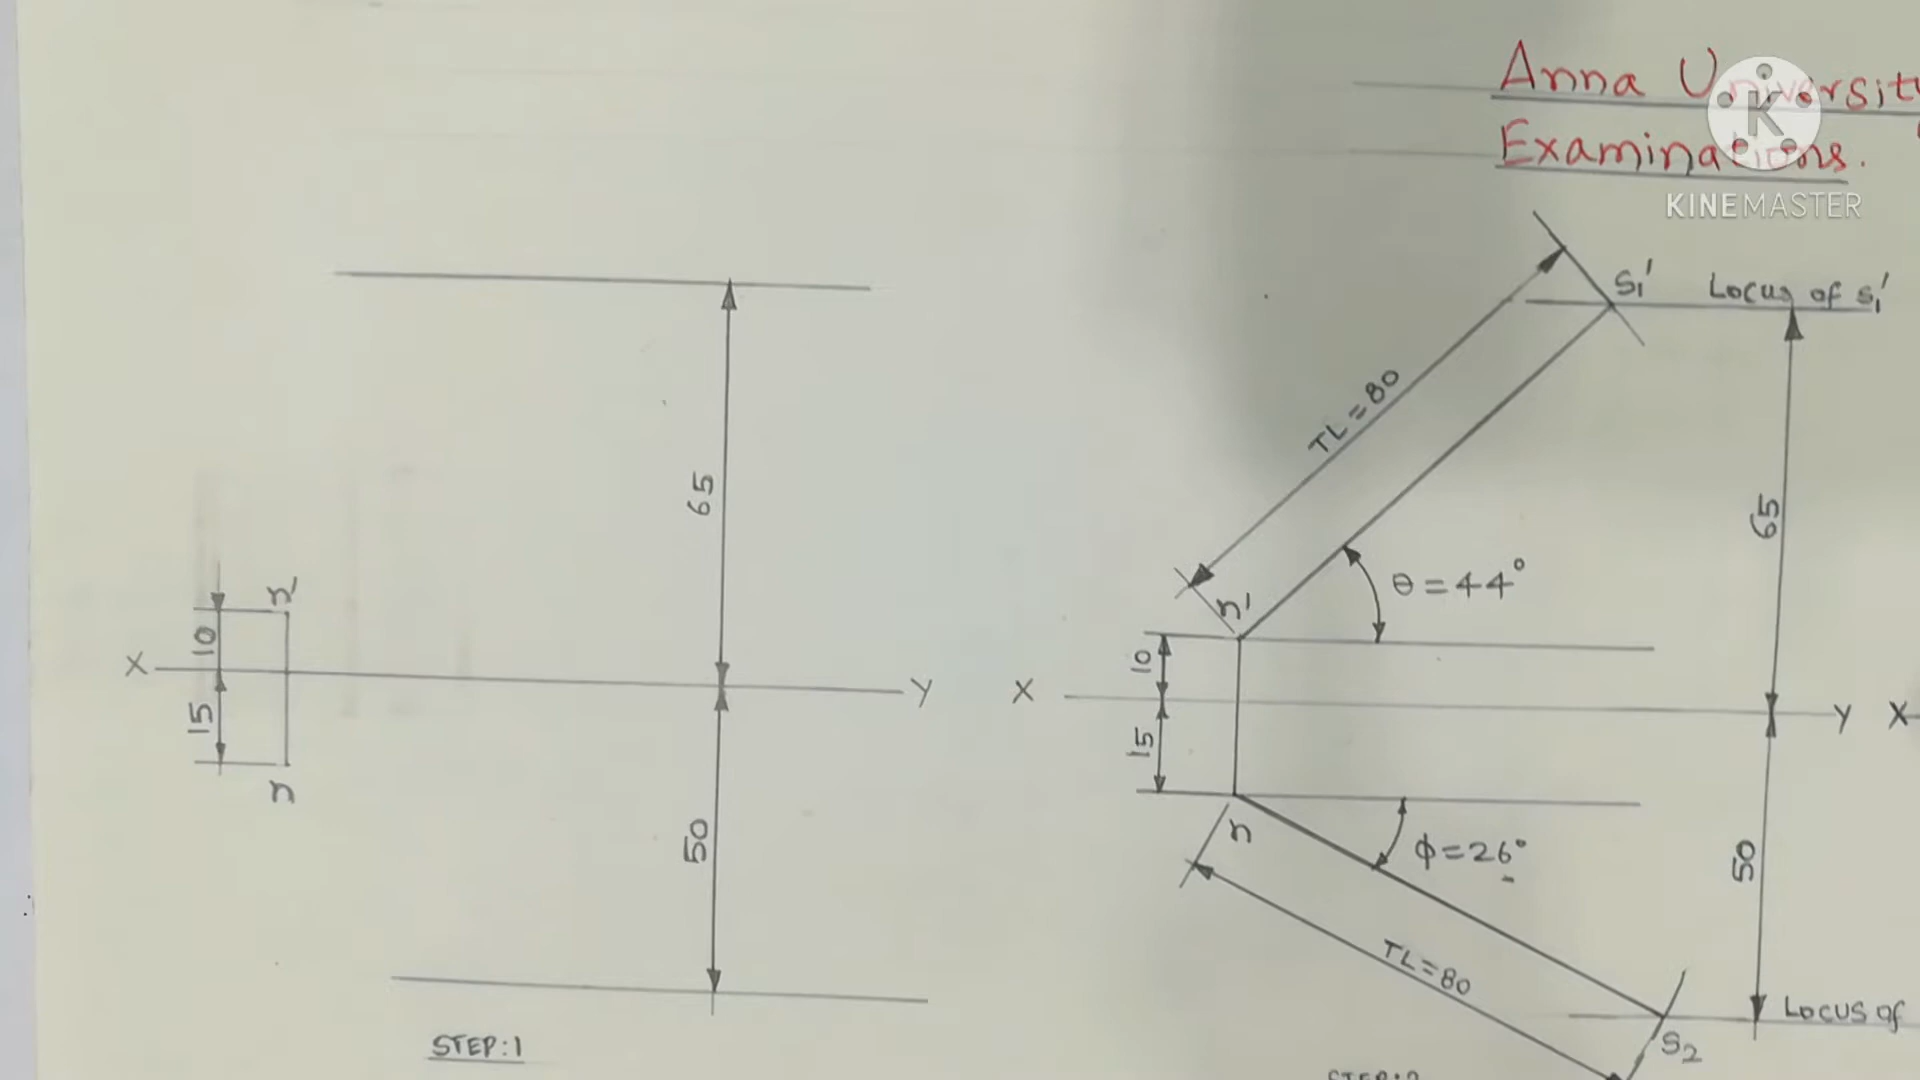 Anna University
Examinations.
KINEMASTER
S₁' Locus of s₁'
TL=80
65
65
θ=44°
r'
r'
10
10
X Y
X Y X
15
15
r
r
50
50
ϕ=26°
TL=80
Locus of
S₂
STEP:1